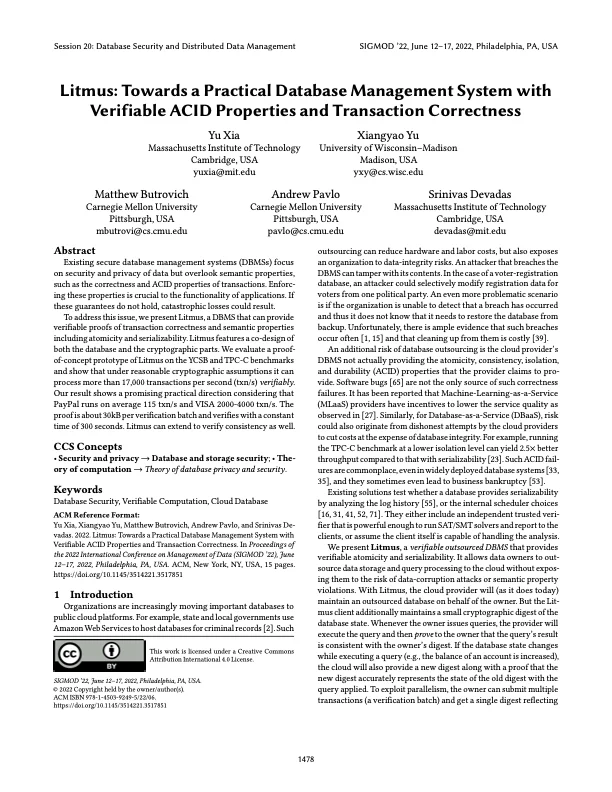 Session 20: Database Security and Distributed Data Management
SIGMOD '22, June 12–17, 2022, Philadelphia, PA, USA
Litmus: Towards a Practical Database Management System with
Verifiable ACID Properties and Transaction Correctness
Yu Xia
Massachusetts Institute of Technology
Cambridge, USA
yuxia@mit.edu
Xiangyao Yu
University of Wisconsin–Madison
Madison, USA
yxy@cs.wisc.edu
Matthew Butrovich
Carnegie Mellon University
Pittsburgh, USA
mbutrovi@cs.cmu.edu
Andrew Pavlo
Carnegie Mellon University
Pittsburgh, USA
pavlo@cs.cmu.edu
Srinivas Devadas
Massachusetts Institute of Technology
Cambridge, USA
devadas@mit.edu
Abstract
Existing secure database management systems (DBMSs) focus
on security and privacy of data but overlook semantic properties,
such as the correctness and ACID properties of transactions. Enforc-
ing these properties is crucial to the functionality of applications. If
these guarantees do not hold, catastrophic losses could result.
To address this issue, we present Litmus, a DBMS that can provide
verifiable proofs of transaction correctness and semantic properties
including atomicity and serializability. Litmus features a co-design of
both the database and the cryptographic parts. We evaluate a proof-
of-concept prototype of Litmus on the YCSB and TPC-C benchmarks
and show that under reasonable cryptographic assumptions it can
process more than 17,000 transactions per second (txn/s) verifiably.
Our result shows a promising direction considering that
PayPal runs on average 115 txn/s and VISA 2000-4000 txn/s. The
proof is about 30kB per verification batch and verifies with a constant
time of 300 seconds. Litmus can extend to verify consistency as well.
CCS Concepts
• Security and privacy → Database and storage security; • The-
ory of computation → Theory of database privacy and security.
Keywords
Database Security, Verifiable Computation, Cloud Database
ACM Reference Format:
Yu Xia, Xiangyao Yu, Matthew Butrovich, Andrew Pavlo, and Srinivas De-
vadas. 2022. Litmus: Towards a Practical Database Management System with
Verifiable ACID Properties and Transaction Correctness. In Proceedings of
the 2022 International Conference on Management of Data (SIGMOD '22), June
12–17, 2022, Philadelphia, PA, USA. ACM, New York, NY, USA, 15 pages.
https://doi.org/10.1145/3514221.3517851
1 Introduction
Organizations are increasingly moving important databases to
public cloud platforms. For example, state and local governments use
Amazon Web Services to host databases for criminal records [2]. Such
cc BY
This work is licensed under a Creative Commons
Attribution International 4.0 License.
SIGMOD '22, June 12–17, 2022, Philadelphia, PA, USA
© 2022 Copyright held by the owner/author(s).
ACM ISBN 978-1-4503-9249-5/22/06.
https://doi.org/10.1145/3514221.3517851
outsourcing can reduce hardware and labor costs, but also exposes
an organization to data-integrity risks. An attacker that breaches the
DBMS can tamper with its contents. In the case of a voter-registration
database, an attacker could selectively modify registration data for
voters from one political party. An even more problematic scenario
is if the organization is unable to detect that a breach has occurred
and thus it does not know that it needs to restore the database from
backup. Unfortunately, there is ample evidence that such breaches
occur often [1, 15] and that cleaning up from them is costly [39].
An additional risk of database outsourcing is the cloud provider's
DBMS not actually providing the atomicity, consistency, isolation,
and durability (ACID) properties that the provider claims to pro-
vide. Software bugs [65] are not the only source of such correctness
failures. It has been reported that Machine-Learning-as-a-Service
(MLaaS) providers have incentives to lower the service quality as
observed in [27]. Similarly, for Database-as-a-Service (DBaaS), risk
could also originate from dishonest attempts by the cloud providers
to cut costs at the expense of database integrity. For example, running
the TPC-C benchmark at a lower isolation level can yield 2.5× better
throughput compared to that with serializability [23]. Such ACID fail-
ures are commonplace, even in widely deployed database systems [33,
35], and they sometimes even lead to business bankruptcy [53].
Existing solutions test whether a database provides serializability
by analyzing the log history [55], or the internal scheduler choices
[16, 31, 41, 52, 71]. They either include an independent trusted veri-
fier that is powerful enough to run SAT/SMT solvers and report to the
clients, or assume the client itself is capable of handling the analysis.
We present Litmus, a verifiable outsourced DBMS that provides
verifiable atomicity and serializability. It allows data owners to out-
source data storage and query processing to the cloud without expos-
ing them to the risk of data-corruption attacks or semantic property
violations. With Litmus, the cloud provider will (as it does today)
maintain an outsourced database on behalf of the owner. But the Lit-
mus client additionally maintains a small cryptographic digest of the
database state. Whenever the owner issues queries, the provider will
execute the query and then prove to the owner that the query's result
is consistent with the owner's digest. If the database state changes
while executing a query (e.g., the balance of an account is increased),
the cloud will also provide a new digest along with a proof that the
new digest accurately represents the state of the old digest with the
query applied. To exploit parallelism, the owner can submit multiple
transactions (a verification batch) and get a single digest reflecting
1478